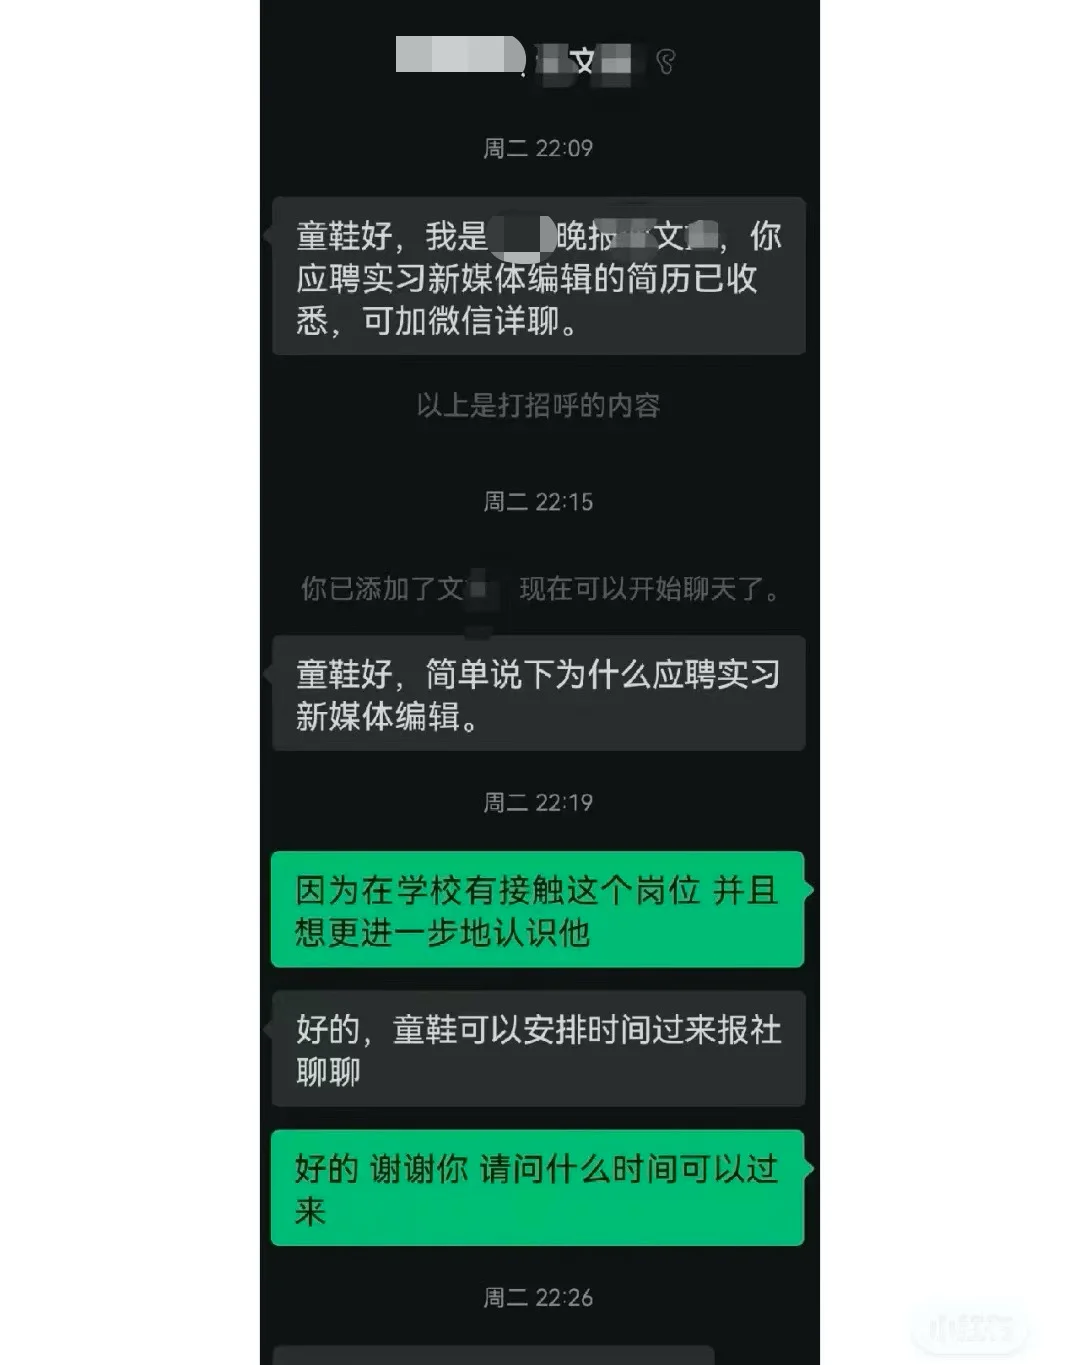 文
周二 22:09
童鞋好，我是 晚报 文 ，你
应聘实习新媒体编辑的简历已收
悉，可加微信详聊。
以上是打招呼的内容
周二 22:15
你已添加了文 现在可以开始聊天了。
童鞋好，简单说下为什么应聘实习
新媒体编辑。
周二 22:19
因为在学校有接触这个岗位 并且
想更进一步地认识他
好的，童鞋可以安排时间过来报社
聊聊
好的 谢谢你 请问什么时间可以过
来
周二 22:26
小红书